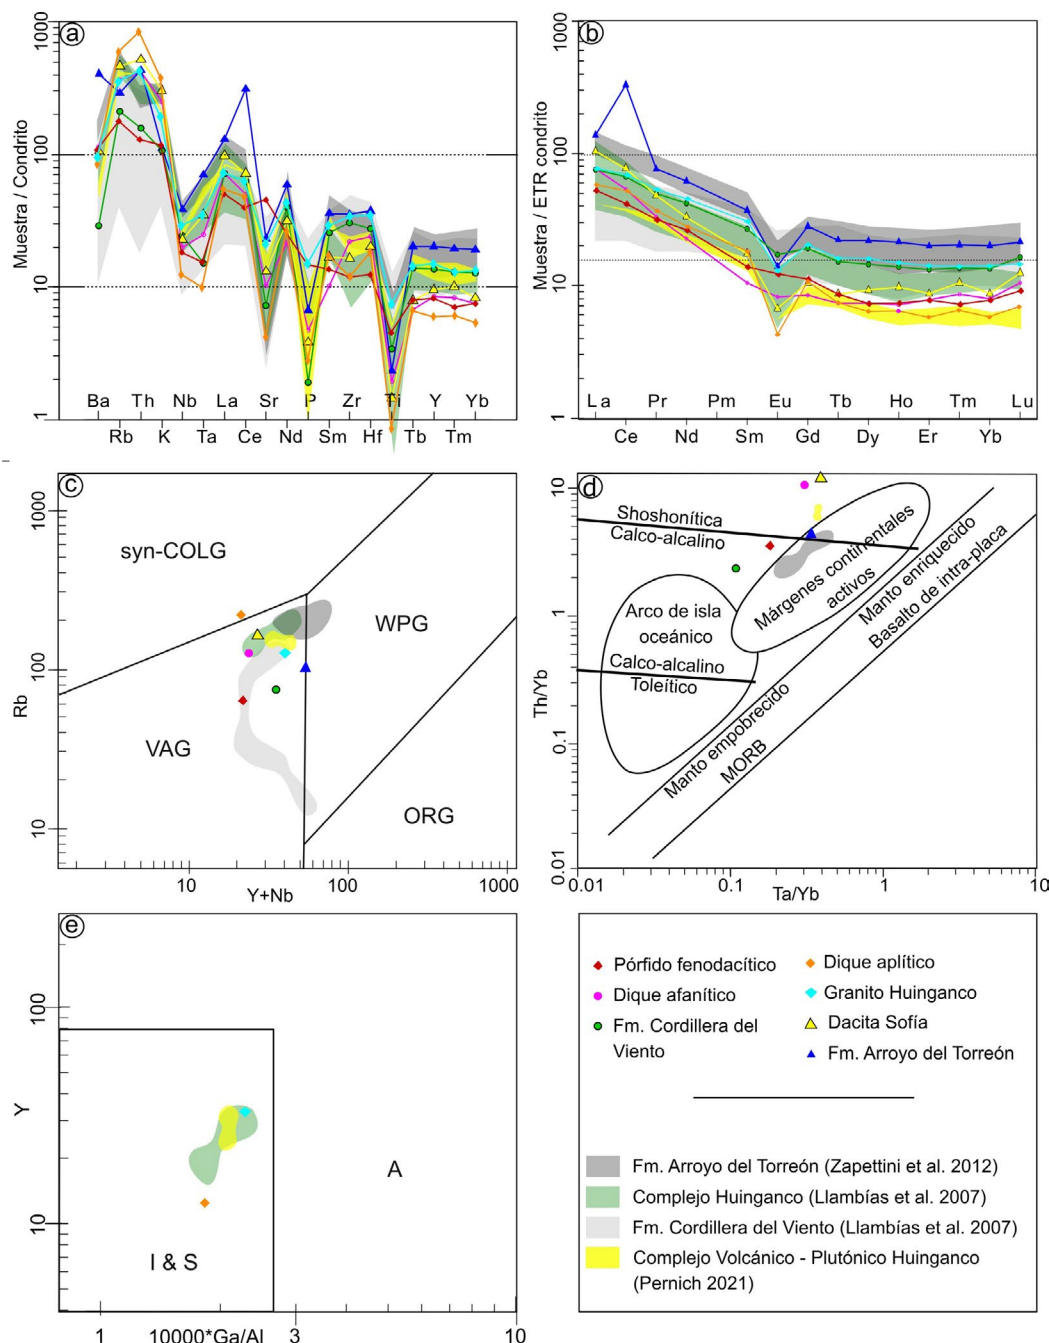 a
Muestra / Condrito
1000
100
10
1
Ba Th Nb La Sr P Zr Ti Y Yb
Rb K Ta Ce Nd Sm Hf Tb Tm
b
Muestra / ETR condrito
1000
100
10
1
La Pr Pm Eu Tb Ho Tm Lu
Ce Nd Sm Gd Dy Er Yb
c
Rb
1000
100
10
syn-COLG
WPG
VAG
ORG
10 100 1000
Y+Nb
d
Th/Yb
10
1
0.1
0.01
Shoshonítica
Calco-alcalino
Arco de isla
oceánico
Calco-alcalino
Toleítico
Márgenes continentales
activos
Manto enriquecido
Basalto de intra-placa
Manto empobrecido
MORB
0.01 0.1 1 10
Ta/Yb
e
Y
100
10
A
I & S
1 3 10
10000*Ga/Al
Pórfido fenodacítico
Dique afanítico
Fm. Cordillera del
Viento
Dique aplítico
Granito Huinganco
Dacita Sofía
Fm. Arroyo del Torreón
Fm. Arroyo del Torreón (Zapettini et al. 2012)
Complejo Huinganco (Llambías et al. 2007)
Fm. Cordillera del Viento (Llambías et al. 2007)
Complejo Volcánico - Plutónico Huinganco
(Pernich 2021)